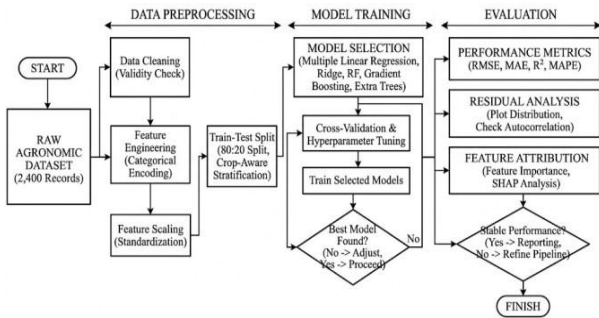 DATA PREPROCESSING
MODEL TRAINING
EVALUATION
START
RAW
AGRONOMIC
DATASET
(2,400 Records)
Data Cleaning
(Validity Check)
Feature
Engineering
(Categorical
Encoding)
Feature Scaling
(Standardization)
Train-Test Split
(80:20 Split,
Crop-Aware
Stratification)
MODEL SELECTION
(Multiple Linear Regression,
Ridge, RF, Gradient
Boosting, Extra Trees)
Cross-Validation &
Hyperparameter Tuning
Train Selected Models
Best Model
Found?
(No -> Adjust,
Yes -> Proceed)
No
PERFORMANCE METRICS
(RMSE, MAE, R², MAPE)
RESIDUAL ANALYSIS
(Plot Distribution,
Check Autocorrelation)
FEATURE ATTRIBUTION
(Feature Importance,
SHAP Analysis)
Stable Performance?
(Yes -> Reporting,
No -> Refine Pipeline)
FINISH